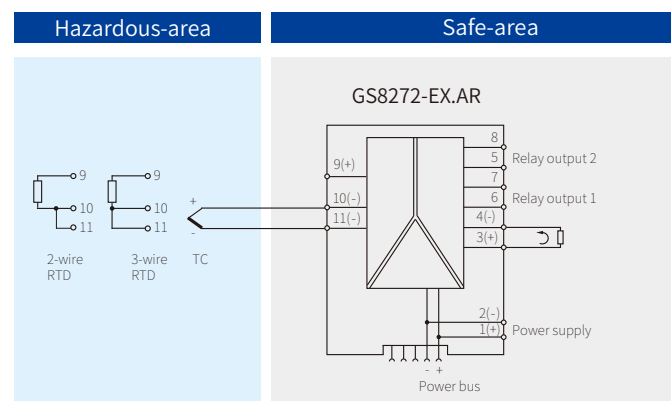 Hazardous-area
Safe-area
GS8272-EX.AR
8
9(+)
5
Relay output 2
9
9
7
10(-)
6
Relay output 1
+
10
10
11(-)
4(-)
11
11
3(+)
-
2-wire
RTD
3-wire
RTD
TC
2(-)
1(+)
Power supply
- +
Power bus